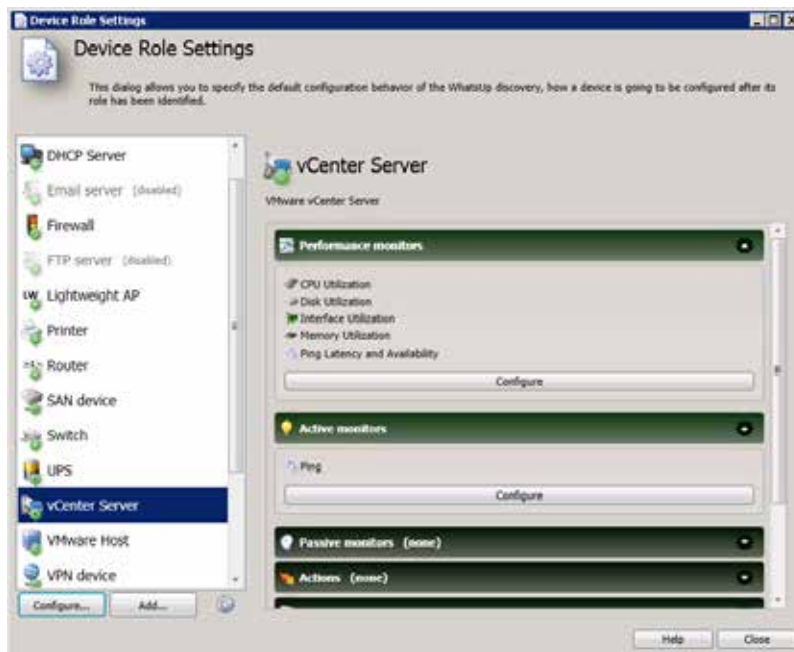 Device Role Settings
Device Role Settings
This dialog allows you to specify the default configuration behavior of the WhatsUp discovery, how a device is going to be configured after its
role has been identified.
DHCP Server
Email server (disabled)
Firewall
FTP server (disabled)
LW Lightweight AP
Printer
Router
SAN device
Switch
UPS
vCenter Server
VMware Host
VPN device
Configure...
Add...
vCenter Server
VMware vCenter Server
Performance monitors
CPU Utilization
Disk Utilization
Interface Utilization
Memory Utilization
Ping Latency and Availability
Configure
Active monitors
Ping
Configure
Passive monitors (none)
Actions (none)
Help
Close